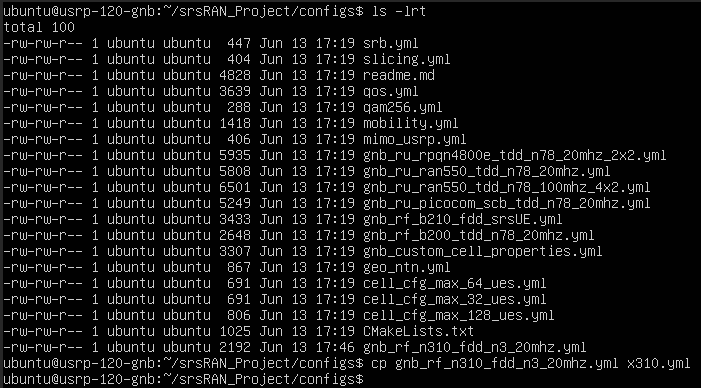 ubuntu@usrp-120-gnb:~/srsRAN_Project/configs$ ls -lrt
total 100
-rw-rw-r-- 1 ubuntu ubuntu  447 Jun 13 17:19 srb.yml
-rw-rw-r-- 1 ubuntu ubuntu  404 Jun 13 17:19 slicing.yml
-rw-rw-r-- 1 ubuntu ubuntu 4828 Jun 13 17:19 readme.md
-rw-rw-r-- 1 ubuntu ubuntu 3639 Jun 13 17:19 qos.yml
-rw-rw-r-- 1 ubuntu ubuntu  288 Jun 13 17:19 qam256.yml
-rw-rw-r-- 1 ubuntu ubuntu 1418 Jun 13 17:19 mobility.yml
-rw-rw-r-- 1 ubuntu ubuntu  406 Jun 13 17:19 mimo_usrp.yml
-rw-rw-r-- 1 ubuntu ubuntu 5935 Jun 13 17:19 gnb_ru_rpqn4800e_tdd_n78_20mhz_2x2.yml
-rw-rw-r-- 1 ubuntu ubuntu 5808 Jun 13 17:19 gnb_ru_ran550_tdd_n78_20mhz.yml
-rw-rw-r-- 1 ubuntu ubuntu 6501 Jun 13 17:19 gnb_ru_ran550_tdd_n78_100mhz_4x2.yml
-rw-rw-r-- 1 ubuntu ubuntu 5249 Jun 13 17:19 gnb_ru_picocom_scb_tdd_n78_20mhz.yml
-rw-rw-r-- 1 ubuntu ubuntu 3433 Jun 13 17:19 gnb_rf_b210_fdd_srsUE.yml
-rw-rw-r-- 1 ubuntu ubuntu 2648 Jun 13 17:19 gnb_rf_b200_tdd_n78_20mhz.yml
-rw-rw-r-- 1 ubuntu ubuntu 3307 Jun 13 17:19 gnb_custom_cell_properties.yml
-rw-rw-r-- 1 ubuntu ubuntu  867 Jun 13 17:19 geo_ntn.yml
-rw-rw-r-- 1 ubuntu ubuntu  691 Jun 13 17:19 cell_cfg_max_64_ues.yml
-rw-rw-r-- 1 ubuntu ubuntu  691 Jun 13 17:19 cell_cfg_max_32_ues.yml
-rw-rw-r-- 1 ubuntu ubuntu  806 Jun 13 17:19 cell_cfg_max_128_ues.yml
-rw-rw-r-- 1 ubuntu ubuntu 1025 Jun 13 17:19 CMakeLists.txt
-rw-rw-r-- 1 ubuntu ubuntu 2192 Jun 13 17:46 gnb_rf_n310_fdd_n3_20mhz.yml
ubuntu@usrp-120-gnb:~/srsRAN_Project/configs$ cp gnb_rf_n310_fdd_n3_20mhz.yml x310.yml
ubuntu@usrp-120-gnb:~/srsRAN_Project/configs$